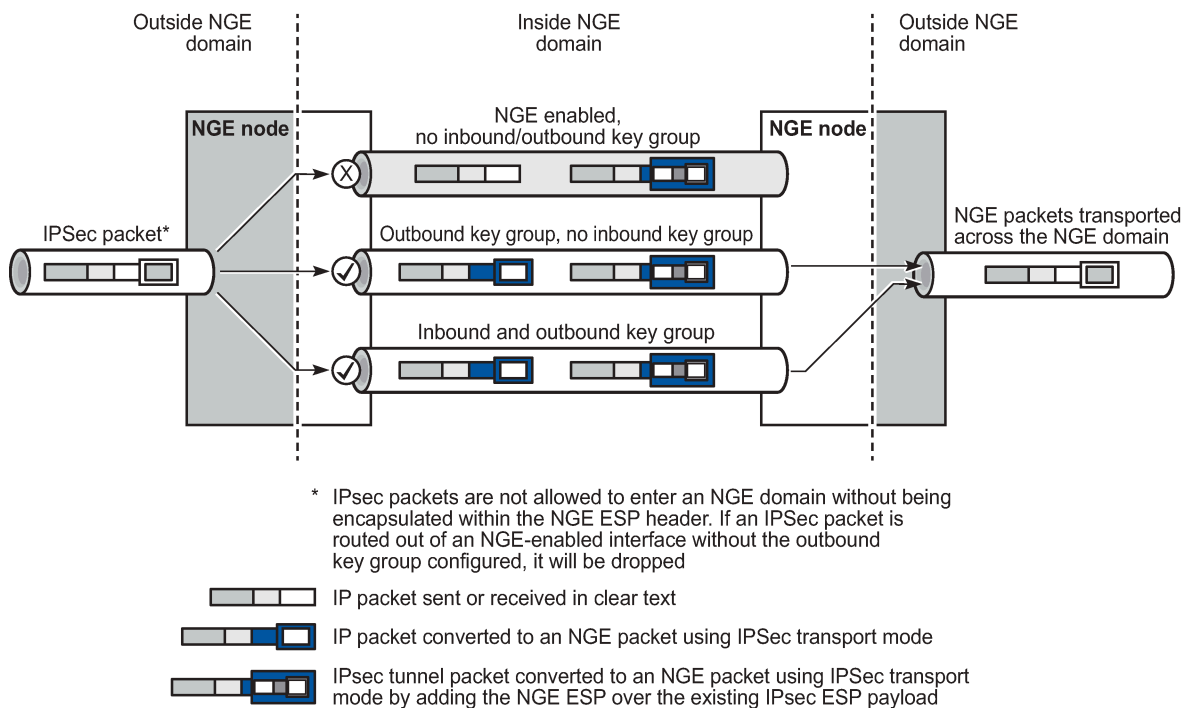 Outside NGE
domain
Inside NGE
domain
Outside NGE
domain
NGE node
NGE enabled,
no inbound/outbound key group
NGE node
X
IPSec packet*
Outbound key group, no inbound key group
NGE packets transported
across the NGE domain
Inbound and outbound key group
* IPsec packets are not allowed to enter an NGE domain without being
encapsulated within the NGE ESP header. If an IPSec packet is
routed out of an NGE-enabled interface without the outbound
key group configured, it will be dropped
IP packet sent or received in clear text
IP packet converted to an NGE packet using IPSec transport mode
IPsec tunnel packet converted to an NGE packet using IPSec transport
mode by adding the NGE ESP over the existing IPsec ESP payload